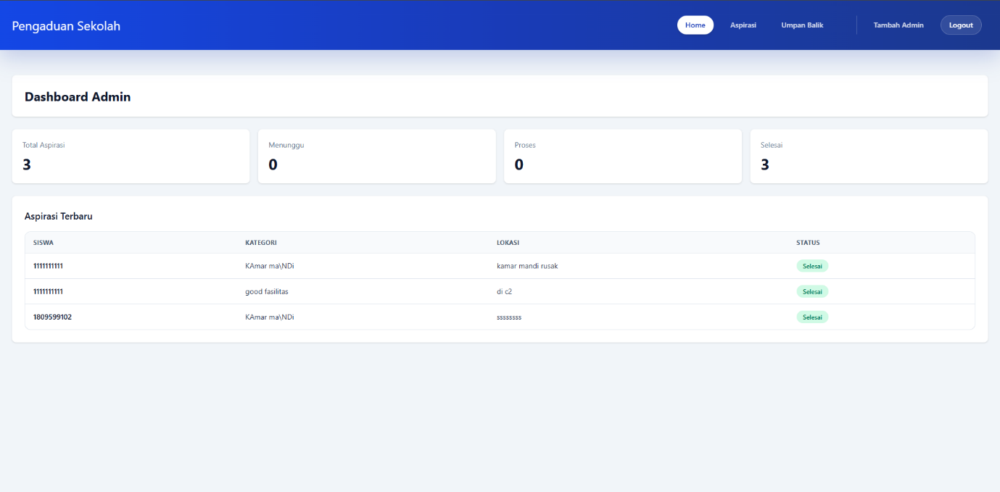 Pengaduan Sekolah
Home Aspirasi Umpan Balik Tambah Admin Logout
Dashboard Admin
Total Aspirasi Menunggu Proses Selesai
3 0 0 3
Aspirasi Terbaru
SISWA KATEGORI LOKASI STATUS
1111111111 KAmar ma\NDi kamar mandi rusak Selesai
1111111111 good fasilitas di c2 Selesai
1809599102 KAmar ma\NDi ssssssss Selesai